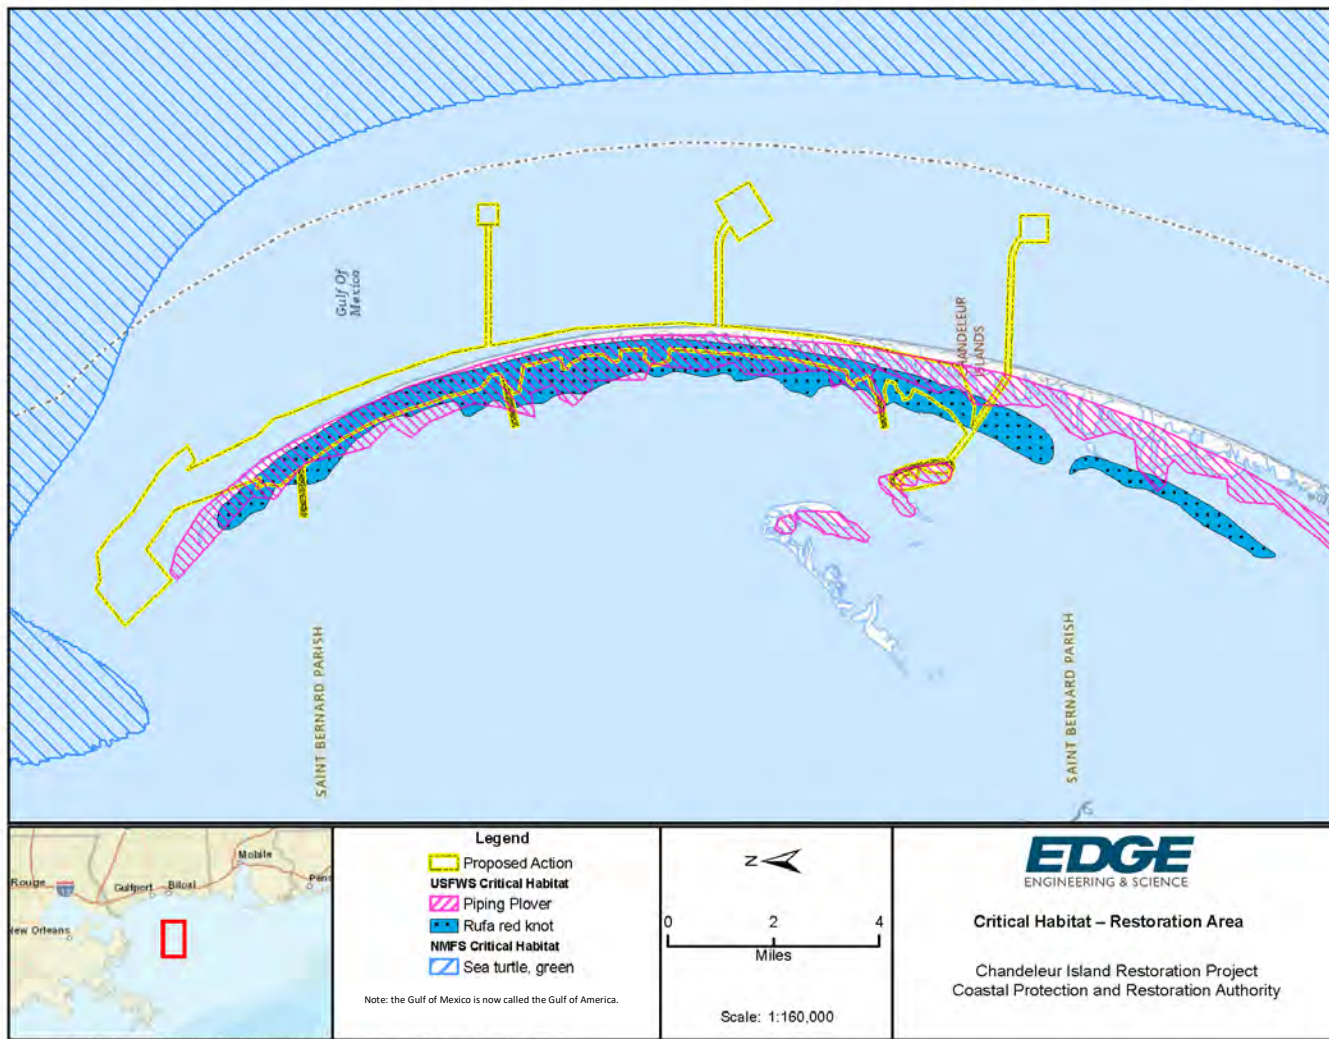 Gulf Of
Mexico
HANDELEUR
ISLANDS
SAINT BERNARD PARISH
SAINT BERNARD PARISH
Rouge
Gulfport
Biloxi
Mobile
Pens
New Orleans
Legend
Proposed Action
USFWS Critical Habitat
Piping Plover
Rufa red knot
NMFS Critical Habitat
Sea turtle, green
Note: the Gulf of Mexico is now called the Gulf of America.
N
0 2 4
Miles
Scale: 1:160,000
EDGE
ENGINEERING & SCIENCE
Critical Habitat – Restoration Area
Chandeleur Island Restoration Project
Coastal Protection and Restoration Authority